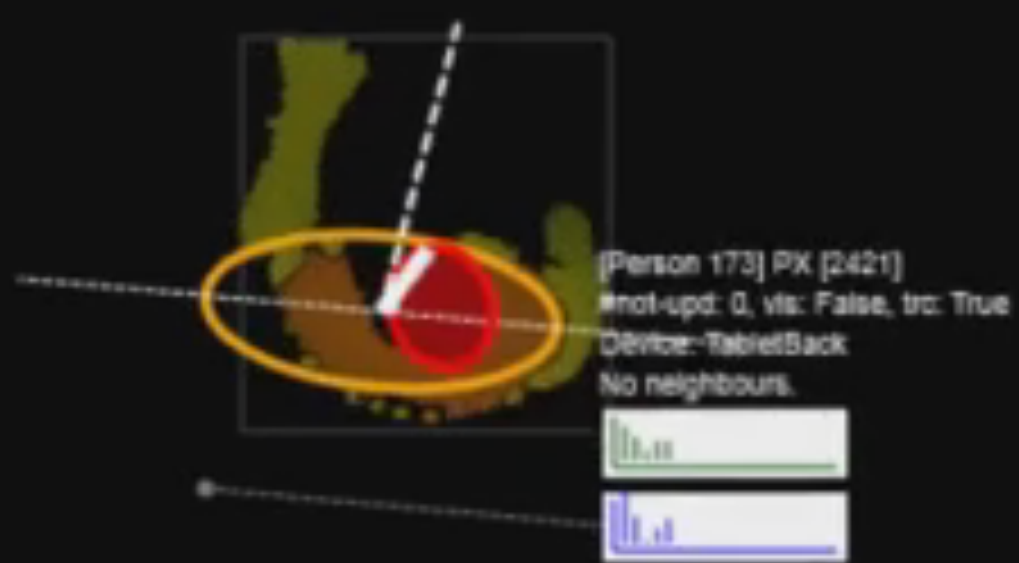 [Person 173] PX [2421]
#not-upd: 0, vis: False, trc: True
Device: TabletBack
No neighbours.